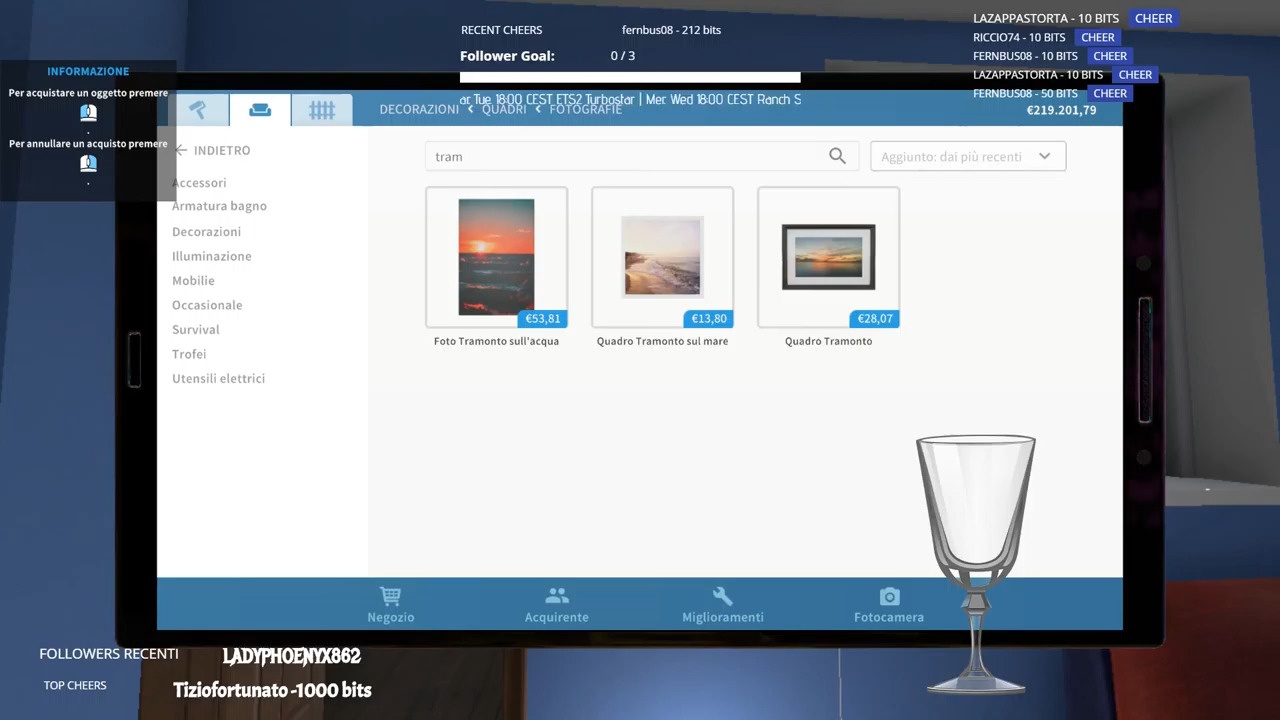 RECENT CHEERS
fernbus08 - 212 bits
Follower Goal:
0 / 3
LAZAPPASTORTA - 10 BITS CHEER
RICCIO74 - 10 BITS CHEER
FERNBUS08 - 10 BITS CHEER
LAZAPPASTORTA - 10 BITS CHEER
FERNBUS08 - 50 BITS CHEER
INFORMAZIONE
Per acquistare un oggetto premere
.
Per annullare un acquisto premere
.
ar Tue 18:00 CEST ETS2 Turbostar | Mer Wed 18:00 CEST Ranch S
DECORAZIONI < QUADRI < FOTOGRAFIE
€219.201,79
INDIETRO
Accessori
Armatura bagno
Decorazioni
Illuminazione
Mobilie
Occasionale
Survival
Trofei
Utensili elettrici
tram
Aggiunto: dai più recenti
€53,81
Foto Tramonto sull'acqua
€13,80
Quadro Tramonto sul mare
€28,07
Quadro Tramonto
Negozio
Acquirente
Miglioramenti
Fotocamera
FOLLOWERS RECENTI
LADYPHOENYX862
TOP CHEERS
Tiziofortunato -1000 bits